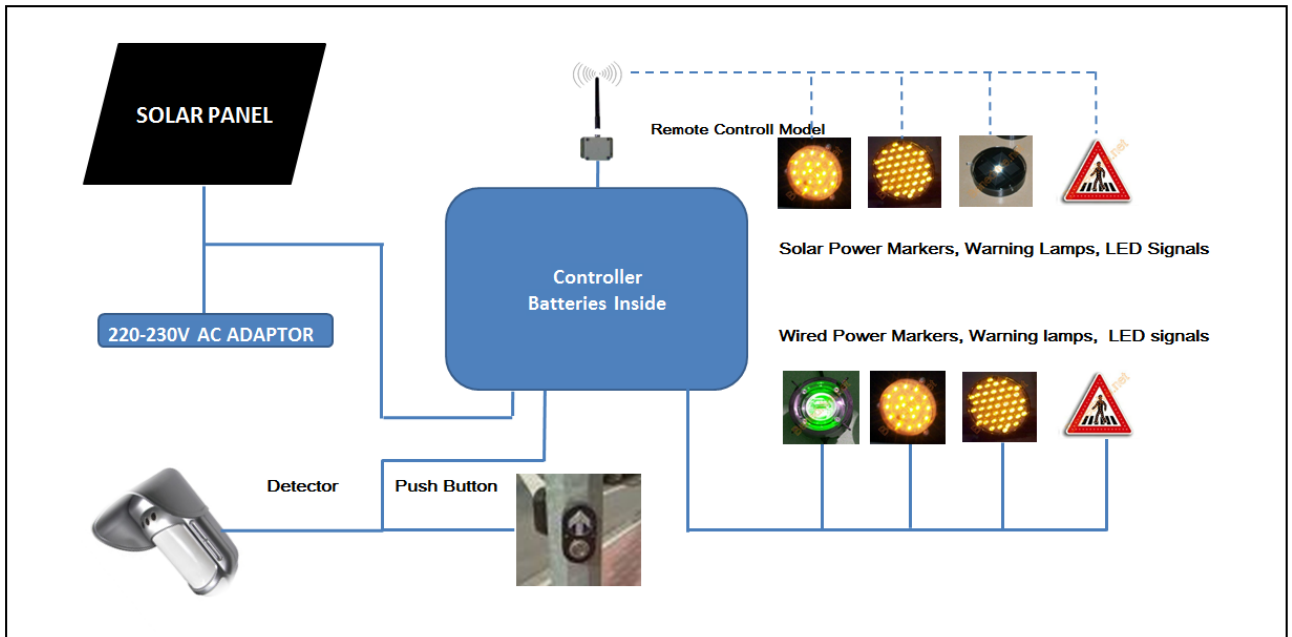 SOLAR PANEL
Remote Controll Model
Solar Power Markers, Warning Lamps, LED Signals
Controller
Batteries Inside
220-230V AC ADAPTOR
Wired Power Markers, Warning lamps, LED signals
Detector
Push Button